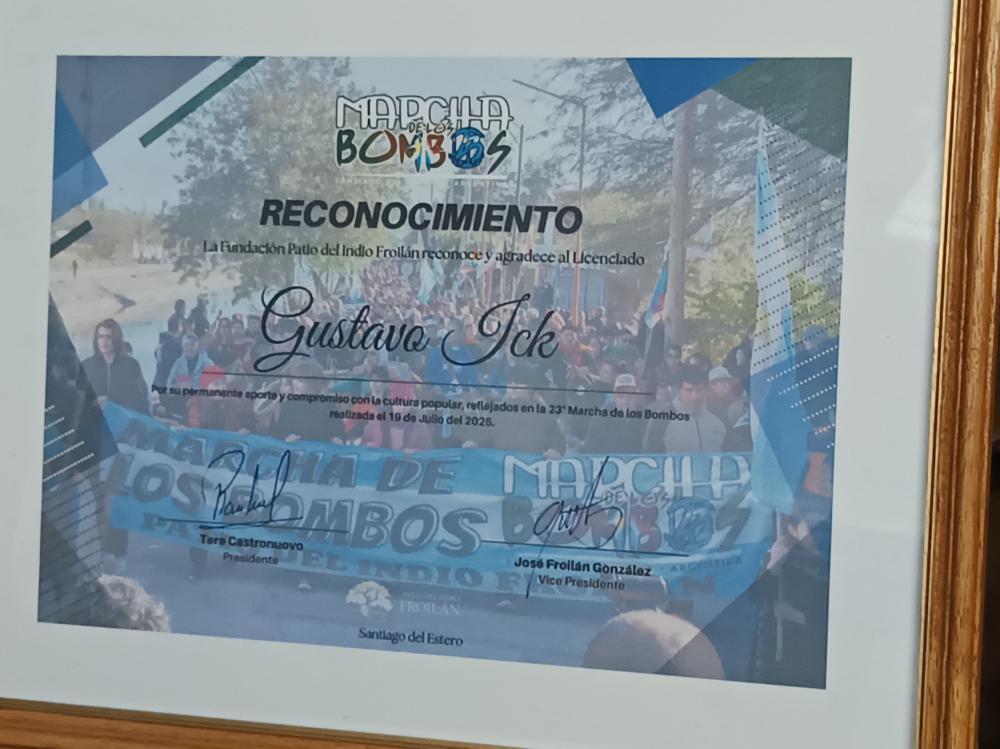 MARCHA
DE LOS
BOMBOS
RECONOCIMIENTO
La Fundación Patio del Indio Froilán reconoce y agradece al Licenciado
Gustavo Ick
Por su permanente aporte y compromiso con la cultura popular, reflejados en la 23° Marcha de los Bombos
realizada el 19 de Julio del 2025.
MARCHA DE
LOS BOMBOS
MARCHA
DE LOS
BOMBOS
ARGENTINA
DEL INDIO
Tere Castronuovo
Presidente
José Froilán González
Vice Presidente
FROILÁN
Santiago del Estero